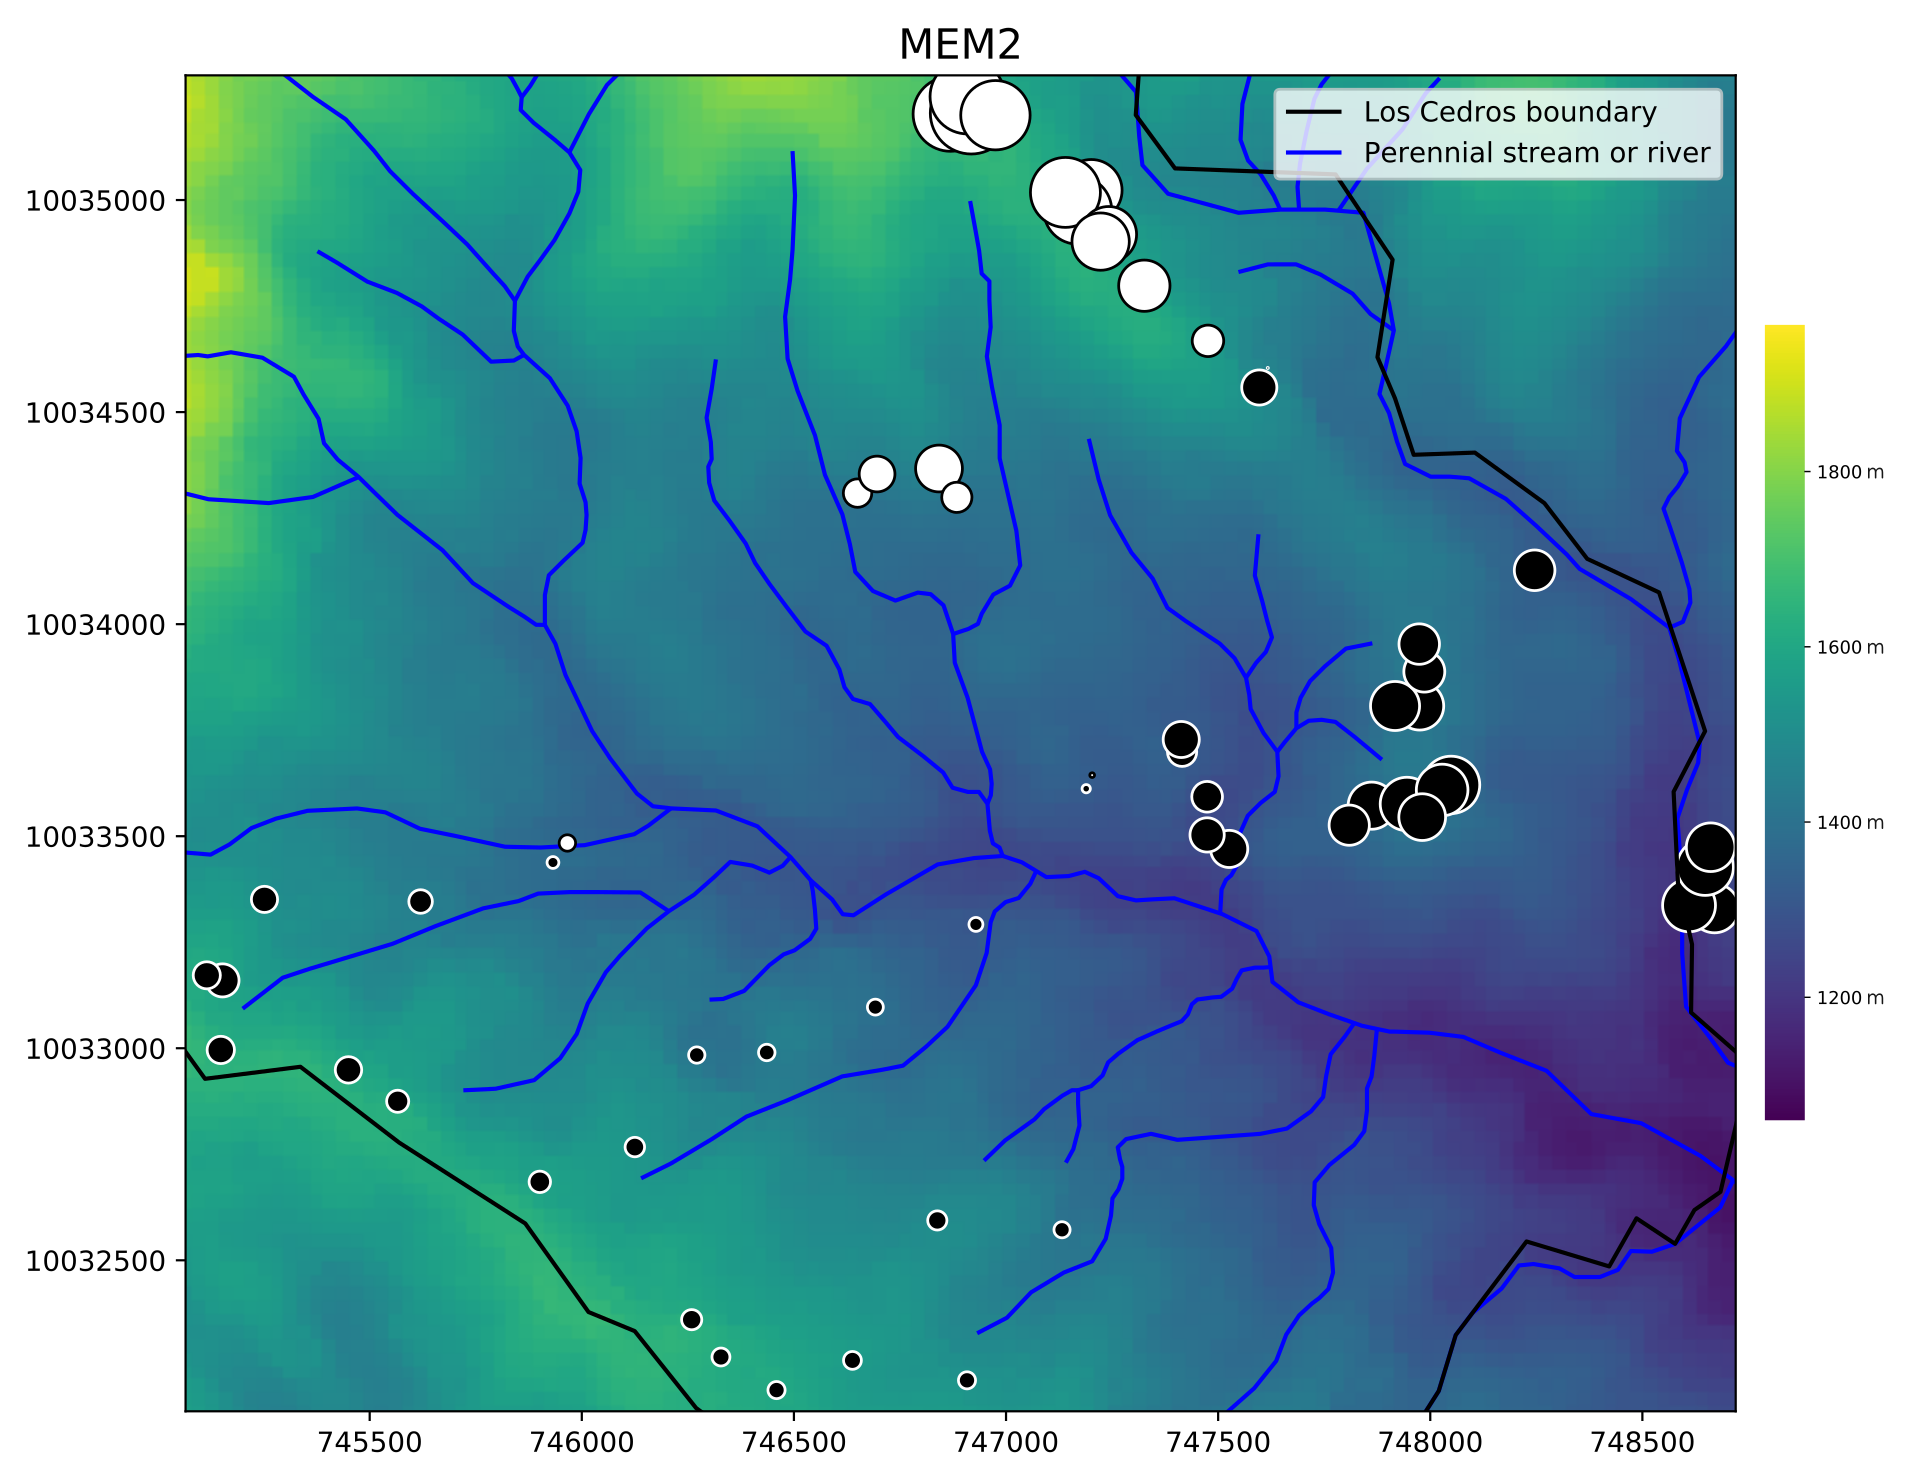 MEM2
Los Cedros boundary
Perennial stream or river
10035000
10034500
10034000
10033500
10033000
10032500
745500
746000
746500
747000
747500
748000
748500
1800 m
1600 m
1400 m
1200 m